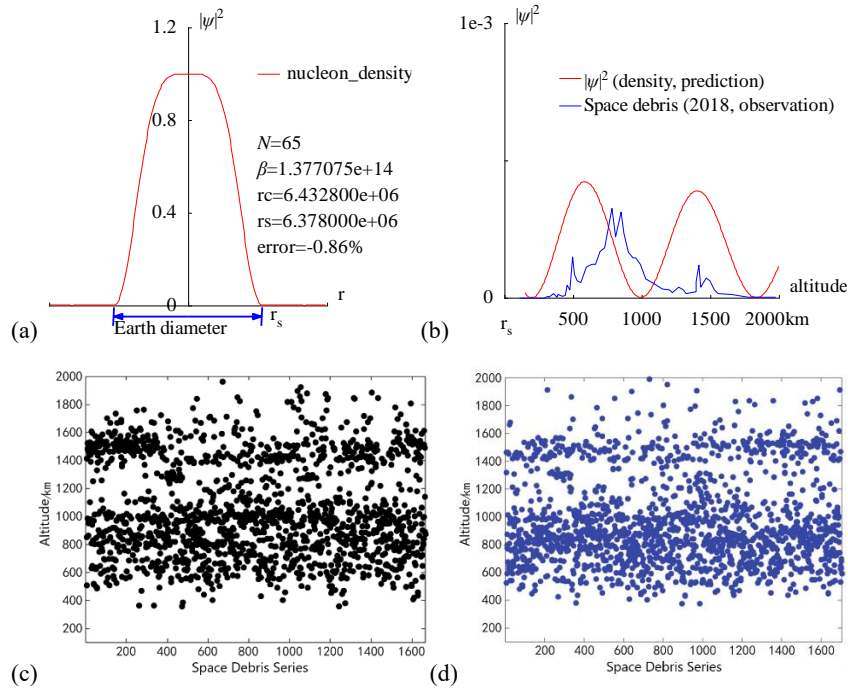 |ψ|²
1.2
0.8
0.4
0
nucleon_density
N=65
β=1.377075e+14
rc=6.432800e+06
rs=6.378000e+06
error=-0.86%
r
r_s
Earth diameter
(a)
|ψ|²
1e-3
|ψ|² (density, prediction)
Space debris (2018, observation)
altitude
0
r_s 500 1000 1500 2000km
(b)
2000
1800
1600
1400
1200
1000
800
600
400
200
Altitude/km
200 400 600 800 1000 1200 1400 1600
Space Debris Series
(c)
2000
1800
1600
1400
1200
1000
800
600
400
200
Altitude/km
200 400 600 800 1000 1200 1400 1600
Space Debris Series
(d)